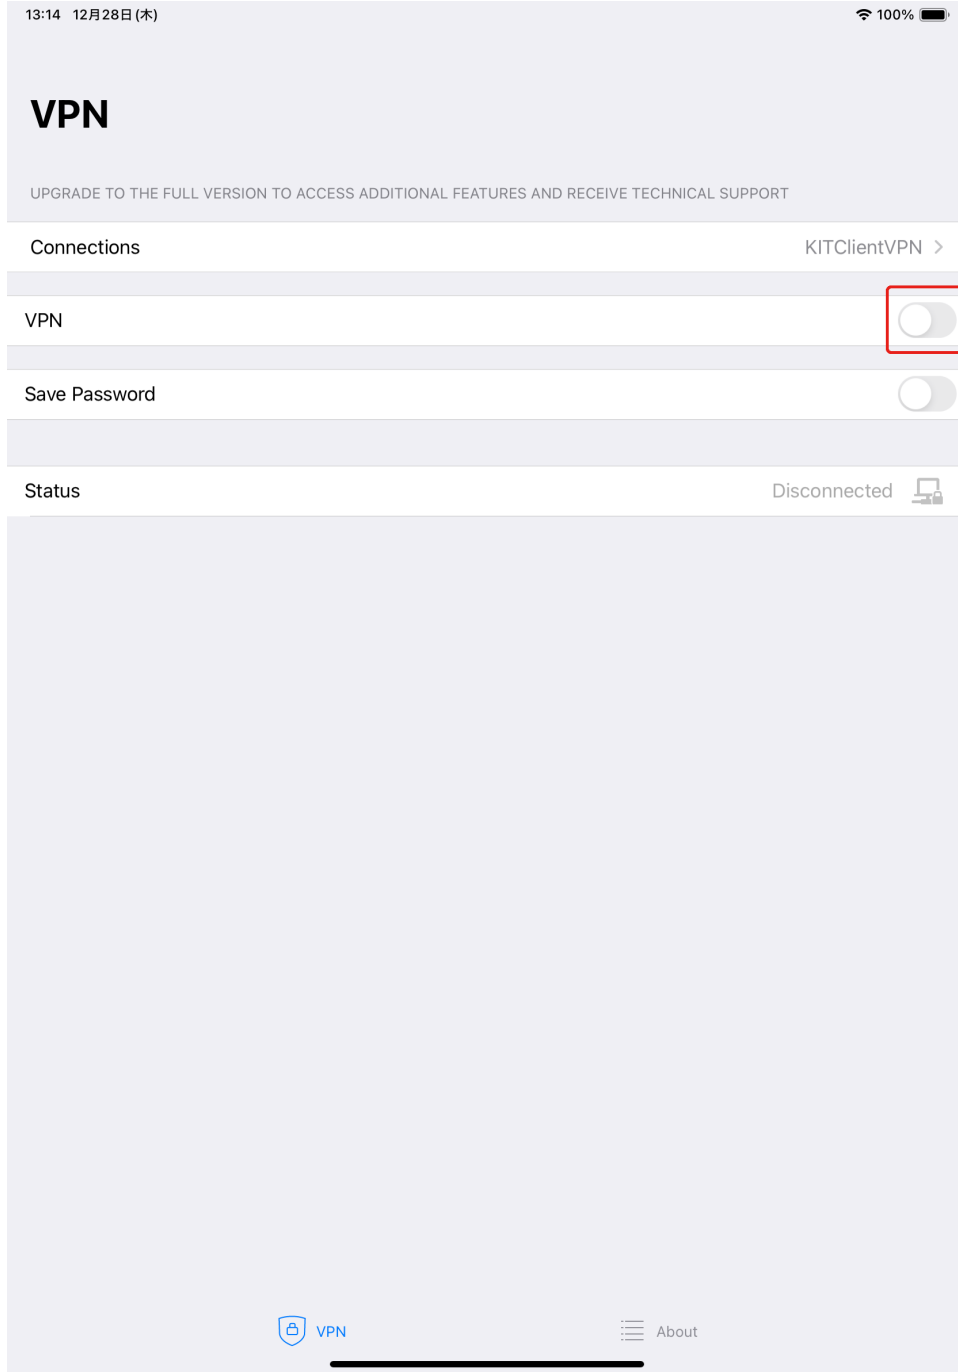 13:14 12月28日(木) 100%
VPN
UPGRADE TO THE FULL VERSION TO ACCESS ADDITIONAL FEATURES AND RECEIVE TECHNICAL SUPPORT
Connections KITClientVPN
VPN
Save Password
Status Disconnected
VPN About